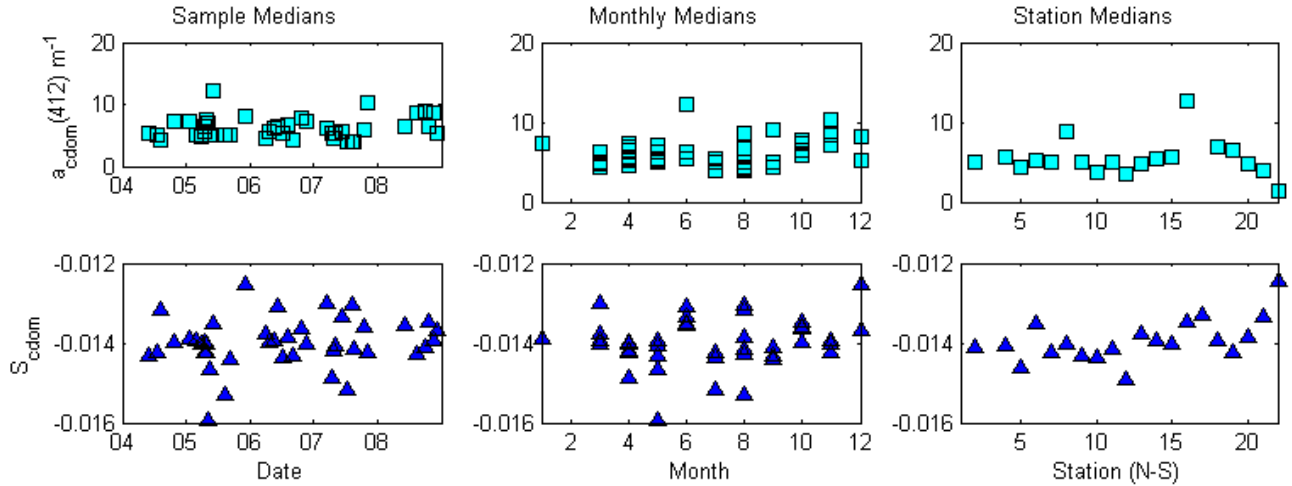 Sample Medians
Monthly Medians
Station Medians
a_cdom(412) m^-1
20
10
0
04 05 06 07 08
20
10
0
2 4 6 8 10 12
20
10
0
5 10 15 20
S_cdom
-0.012
-0.014
-0.016
04 05 06 07 08
Date
-0.012
-0.014
-0.016
2 4 6 8 10 12
Month
-0.012
-0.014
-0.016
5 10 15 20
Station (N-S)